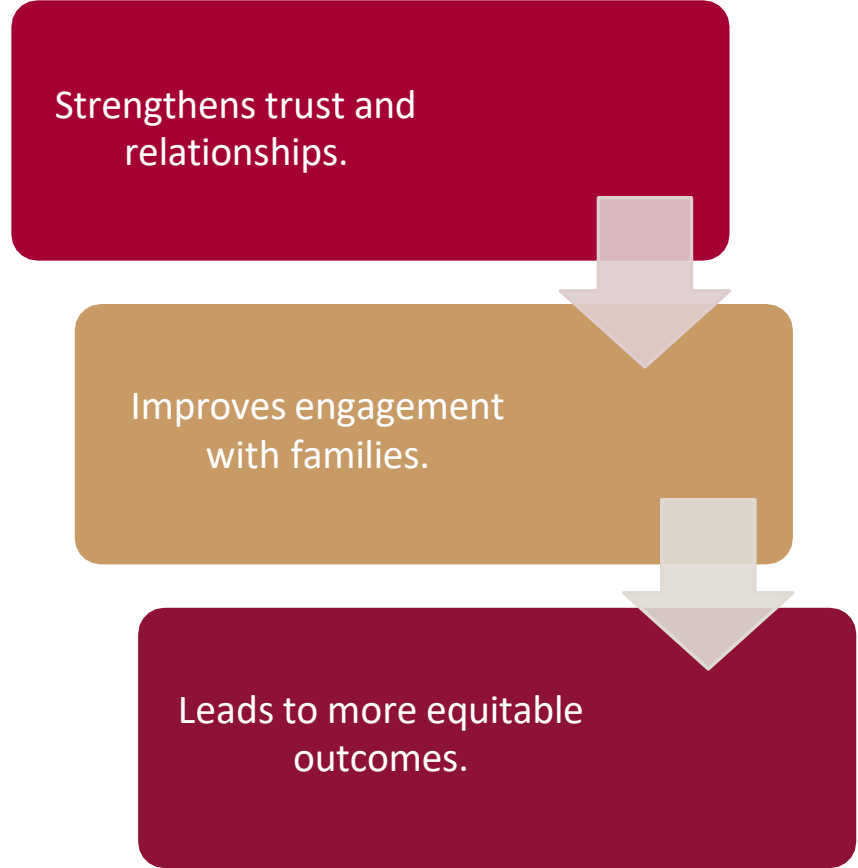 Strengthens trust and
relationships.
Improves engagement
with families.
Leads to more equitable
outcomes.